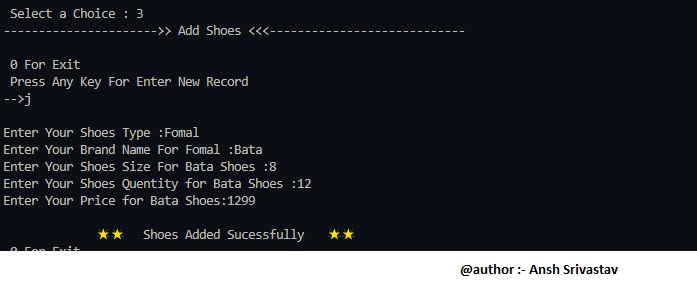 Select a Choice : 3
---------------------->> Add Shoes <<<----------------------------
0 For Exit
Press Any Key For Enter New Record
-->j
Enter Your Shoes Type :Fomal
Enter Your Brand Name For Fomal :Bata
Enter Your Shoes Size For Bata Shoes :8
Enter Your Shoes Quentity for Bata Shoes :12
Enter Your Price for Bata Shoes:1299
★★ Shoes Added Sucessfully ★★
0 For Exit
@author :- Ansh Srivastav